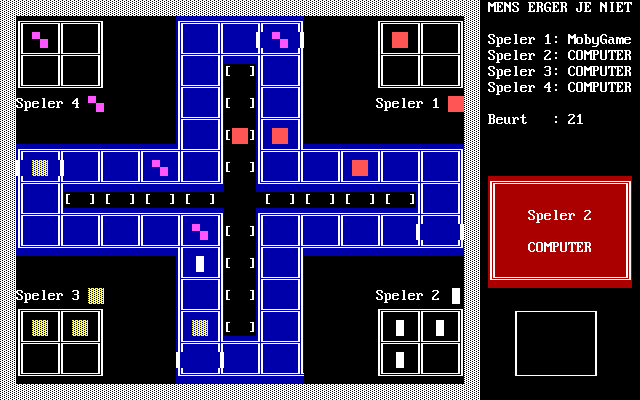 MENS ERGER JE NIET
Speler 1: MobyGame
Speler 2: COMPUTER
Speler 3: COMPUTER
Speler 4: COMPUTER
Beurt : 21
Speler 4
Speler 1
Speler 2
COMPUTER
Speler 3
Speler 2